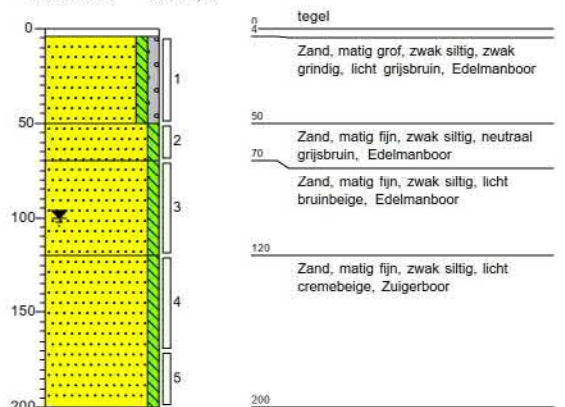 0
50
100
150
200
1
2
3
4
5
0
4
tegel
Zand, matig grof, zwak siltig, zwak
grindig, licht grijsbruin, Edelmanboor
50
Zand, matig fijn, zwak siltig, neutraal
grijsbruin, Edelmanboor
70
Zand, matig fijn, zwak siltig, licht
bruinbeige, Edelmanboor
120
Zand, matig fijn, zwak siltig, licht
cremebeige, Zuigerboor
200